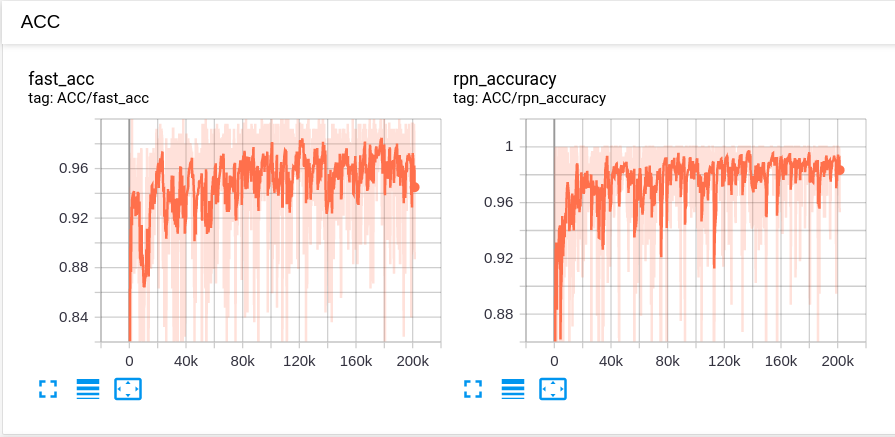 ACC
fast_acc
tag: ACC/fast_acc
0.96
0.92
0.88
0.84
0 40k 80k 120k 160k 200k
rpn_accuracy
tag: ACC/rpn_accuracy
1
0.96
0.92
0.88
0 40k 80k 120k 160k 200k